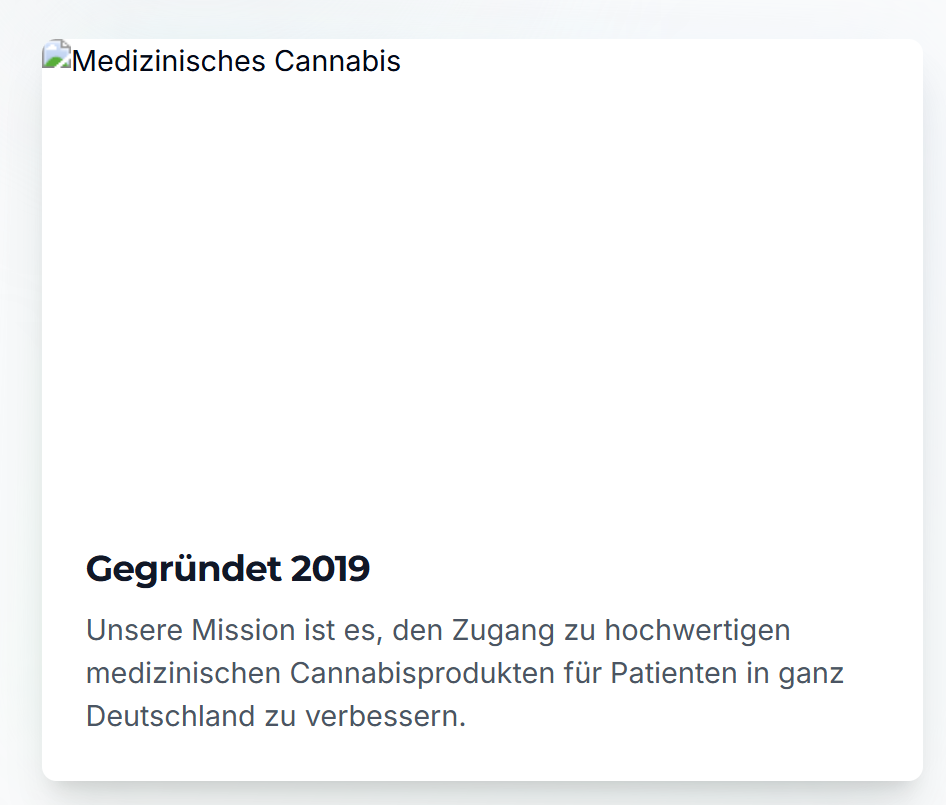 Medizinisches Cannabis
Gegründet 2019
Unsere Mission ist es, den Zugang zu hochwertigen
medizinischen Cannabisprodukten für Patienten in ganz
Deutschland zu verbessern.